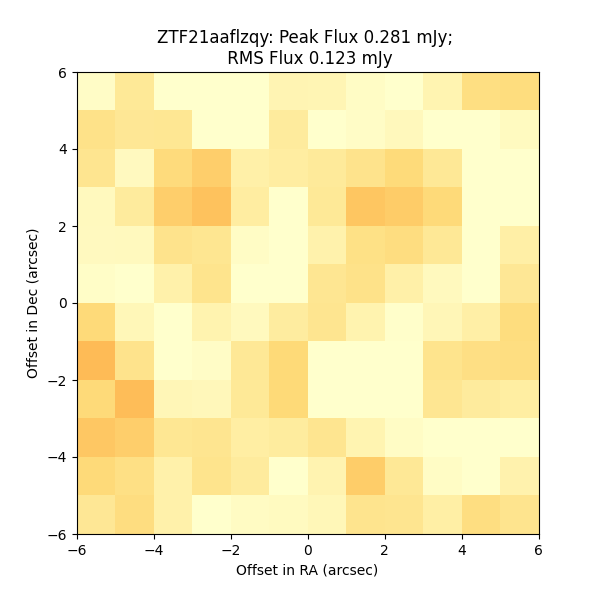 ZTF21aaflzqy: Peak Flux 0.281 mJy;
RMS Flux 0.123 mJy
6
4
2
0
−2
−4
−6
Offset in Dec (arcsec)
−6 −4 −2 0 2 4 6
Offset in RA (arcsec)